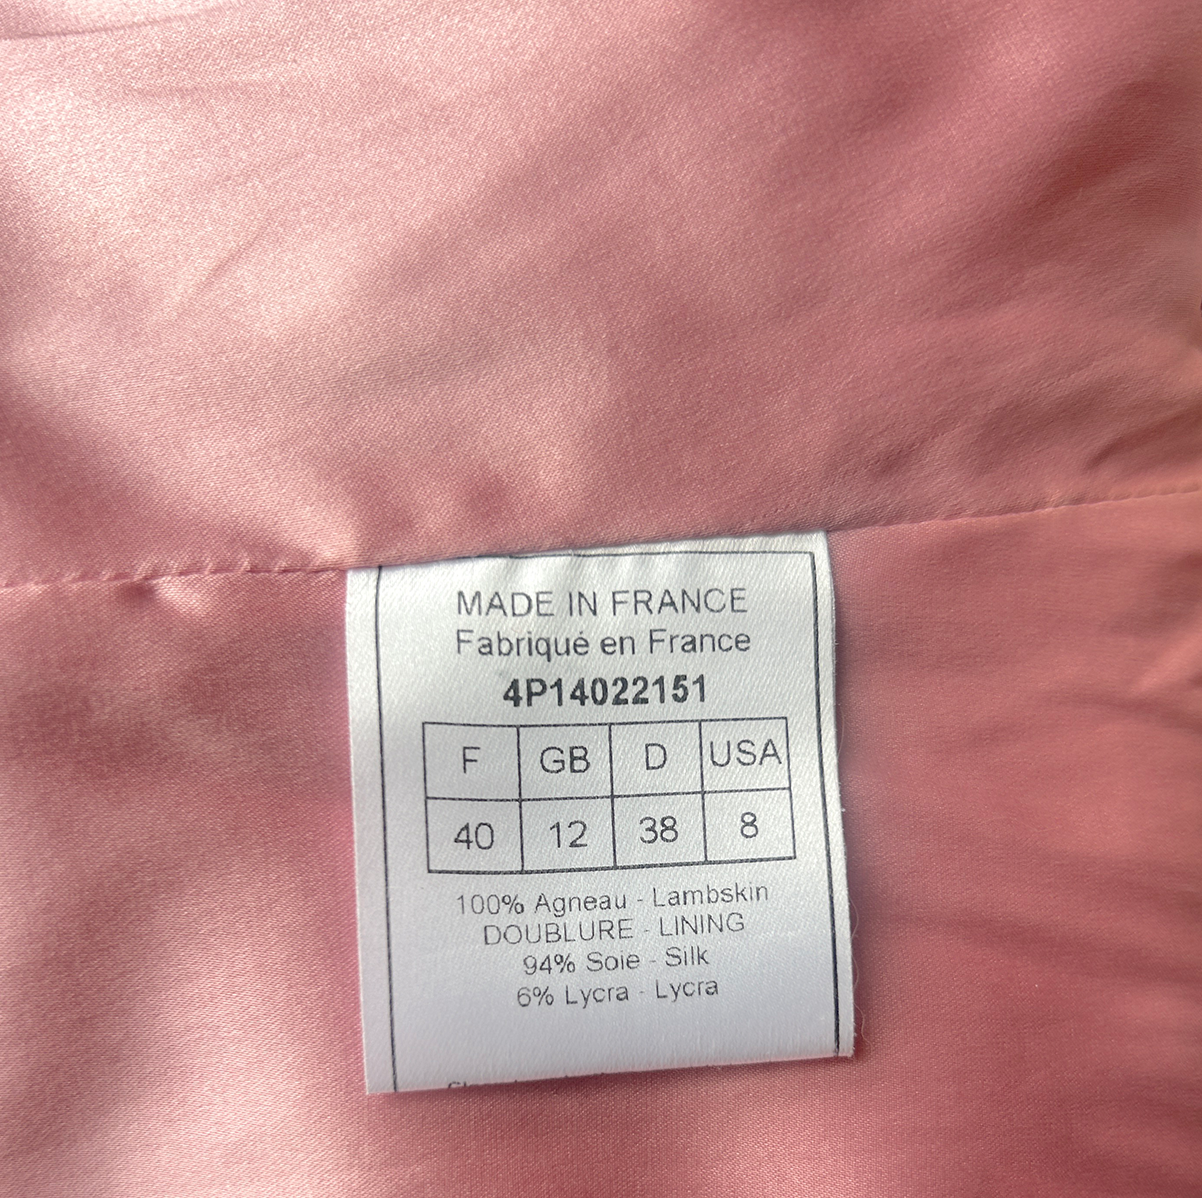 MADE IN FRANCE
Fabriqué en France
4P14022151
F GB D USA
40 12 38 8
100% Agneau - Lambskin
DOUBLURE - LINING
94% Soie - Silk
6% Lycra - Lycra